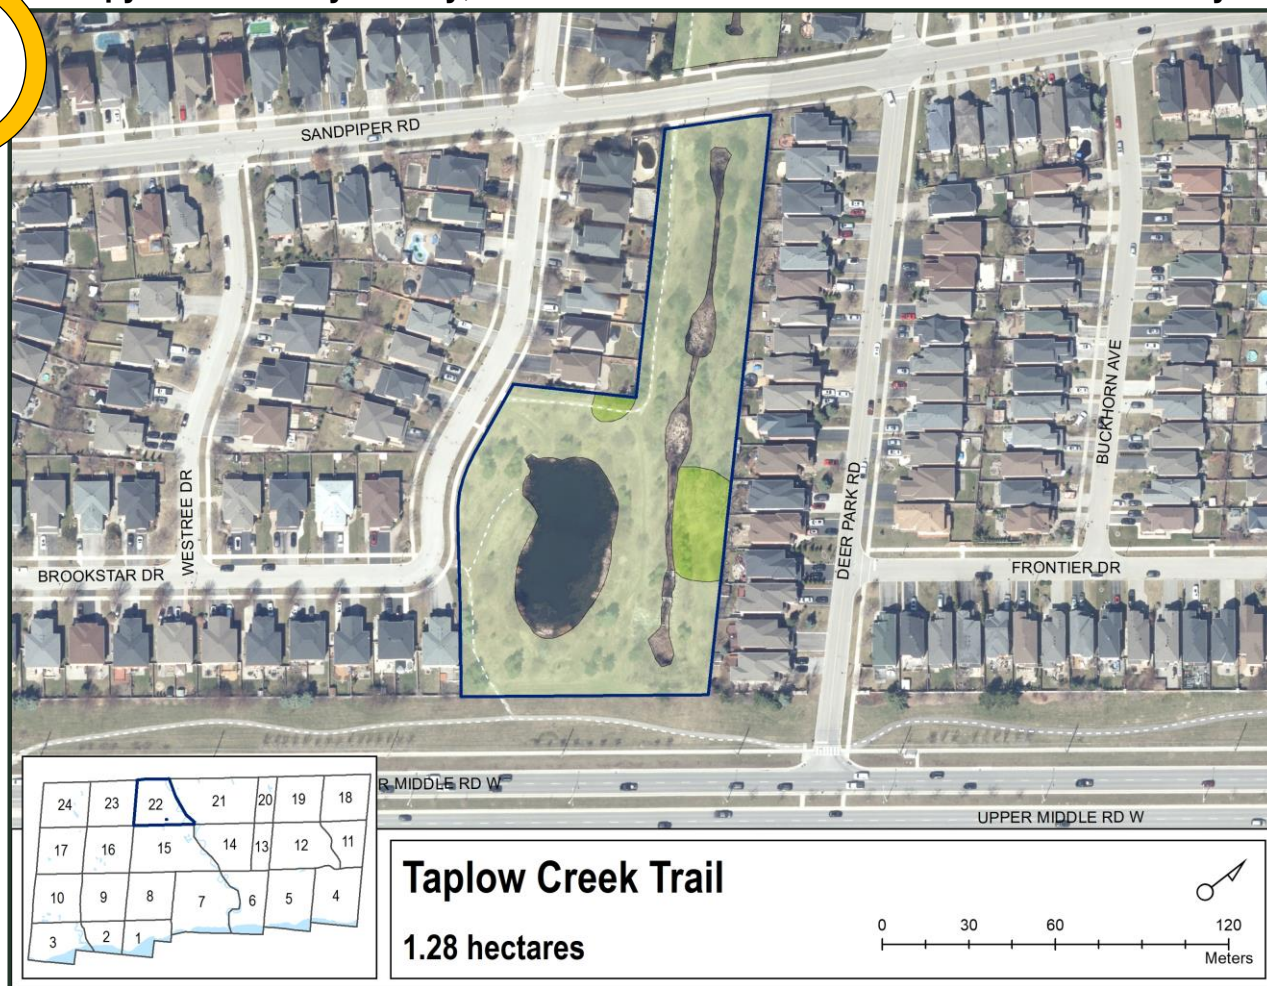 SANDPIPER RD
BUCKHORN AVE
WESTREE DR
DEER PARK RD
BROOKSTAR DR
FRONTIER DR
R MIDDLE RD W
UPPER MIDDLE RD W
24 23 22 21 20 19 18
17 16 15 14 13 12 11
10 9 8 7 6 5 4
3 2 1
Taplow Creek Trail
1.28 hectares
0 30 60 120
Meters